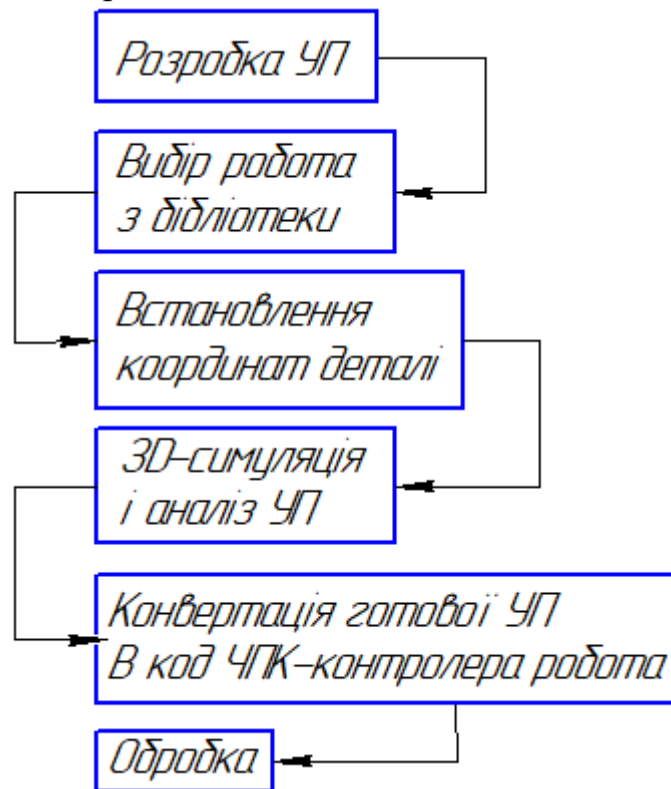 Розробка УП
Вибір робота
з бібліотеки
Встановлення
координат деталі
3D-симуляція
і аналіз УП
Конвертація готової УП
В код ЧПК-контролера робота
Обробка